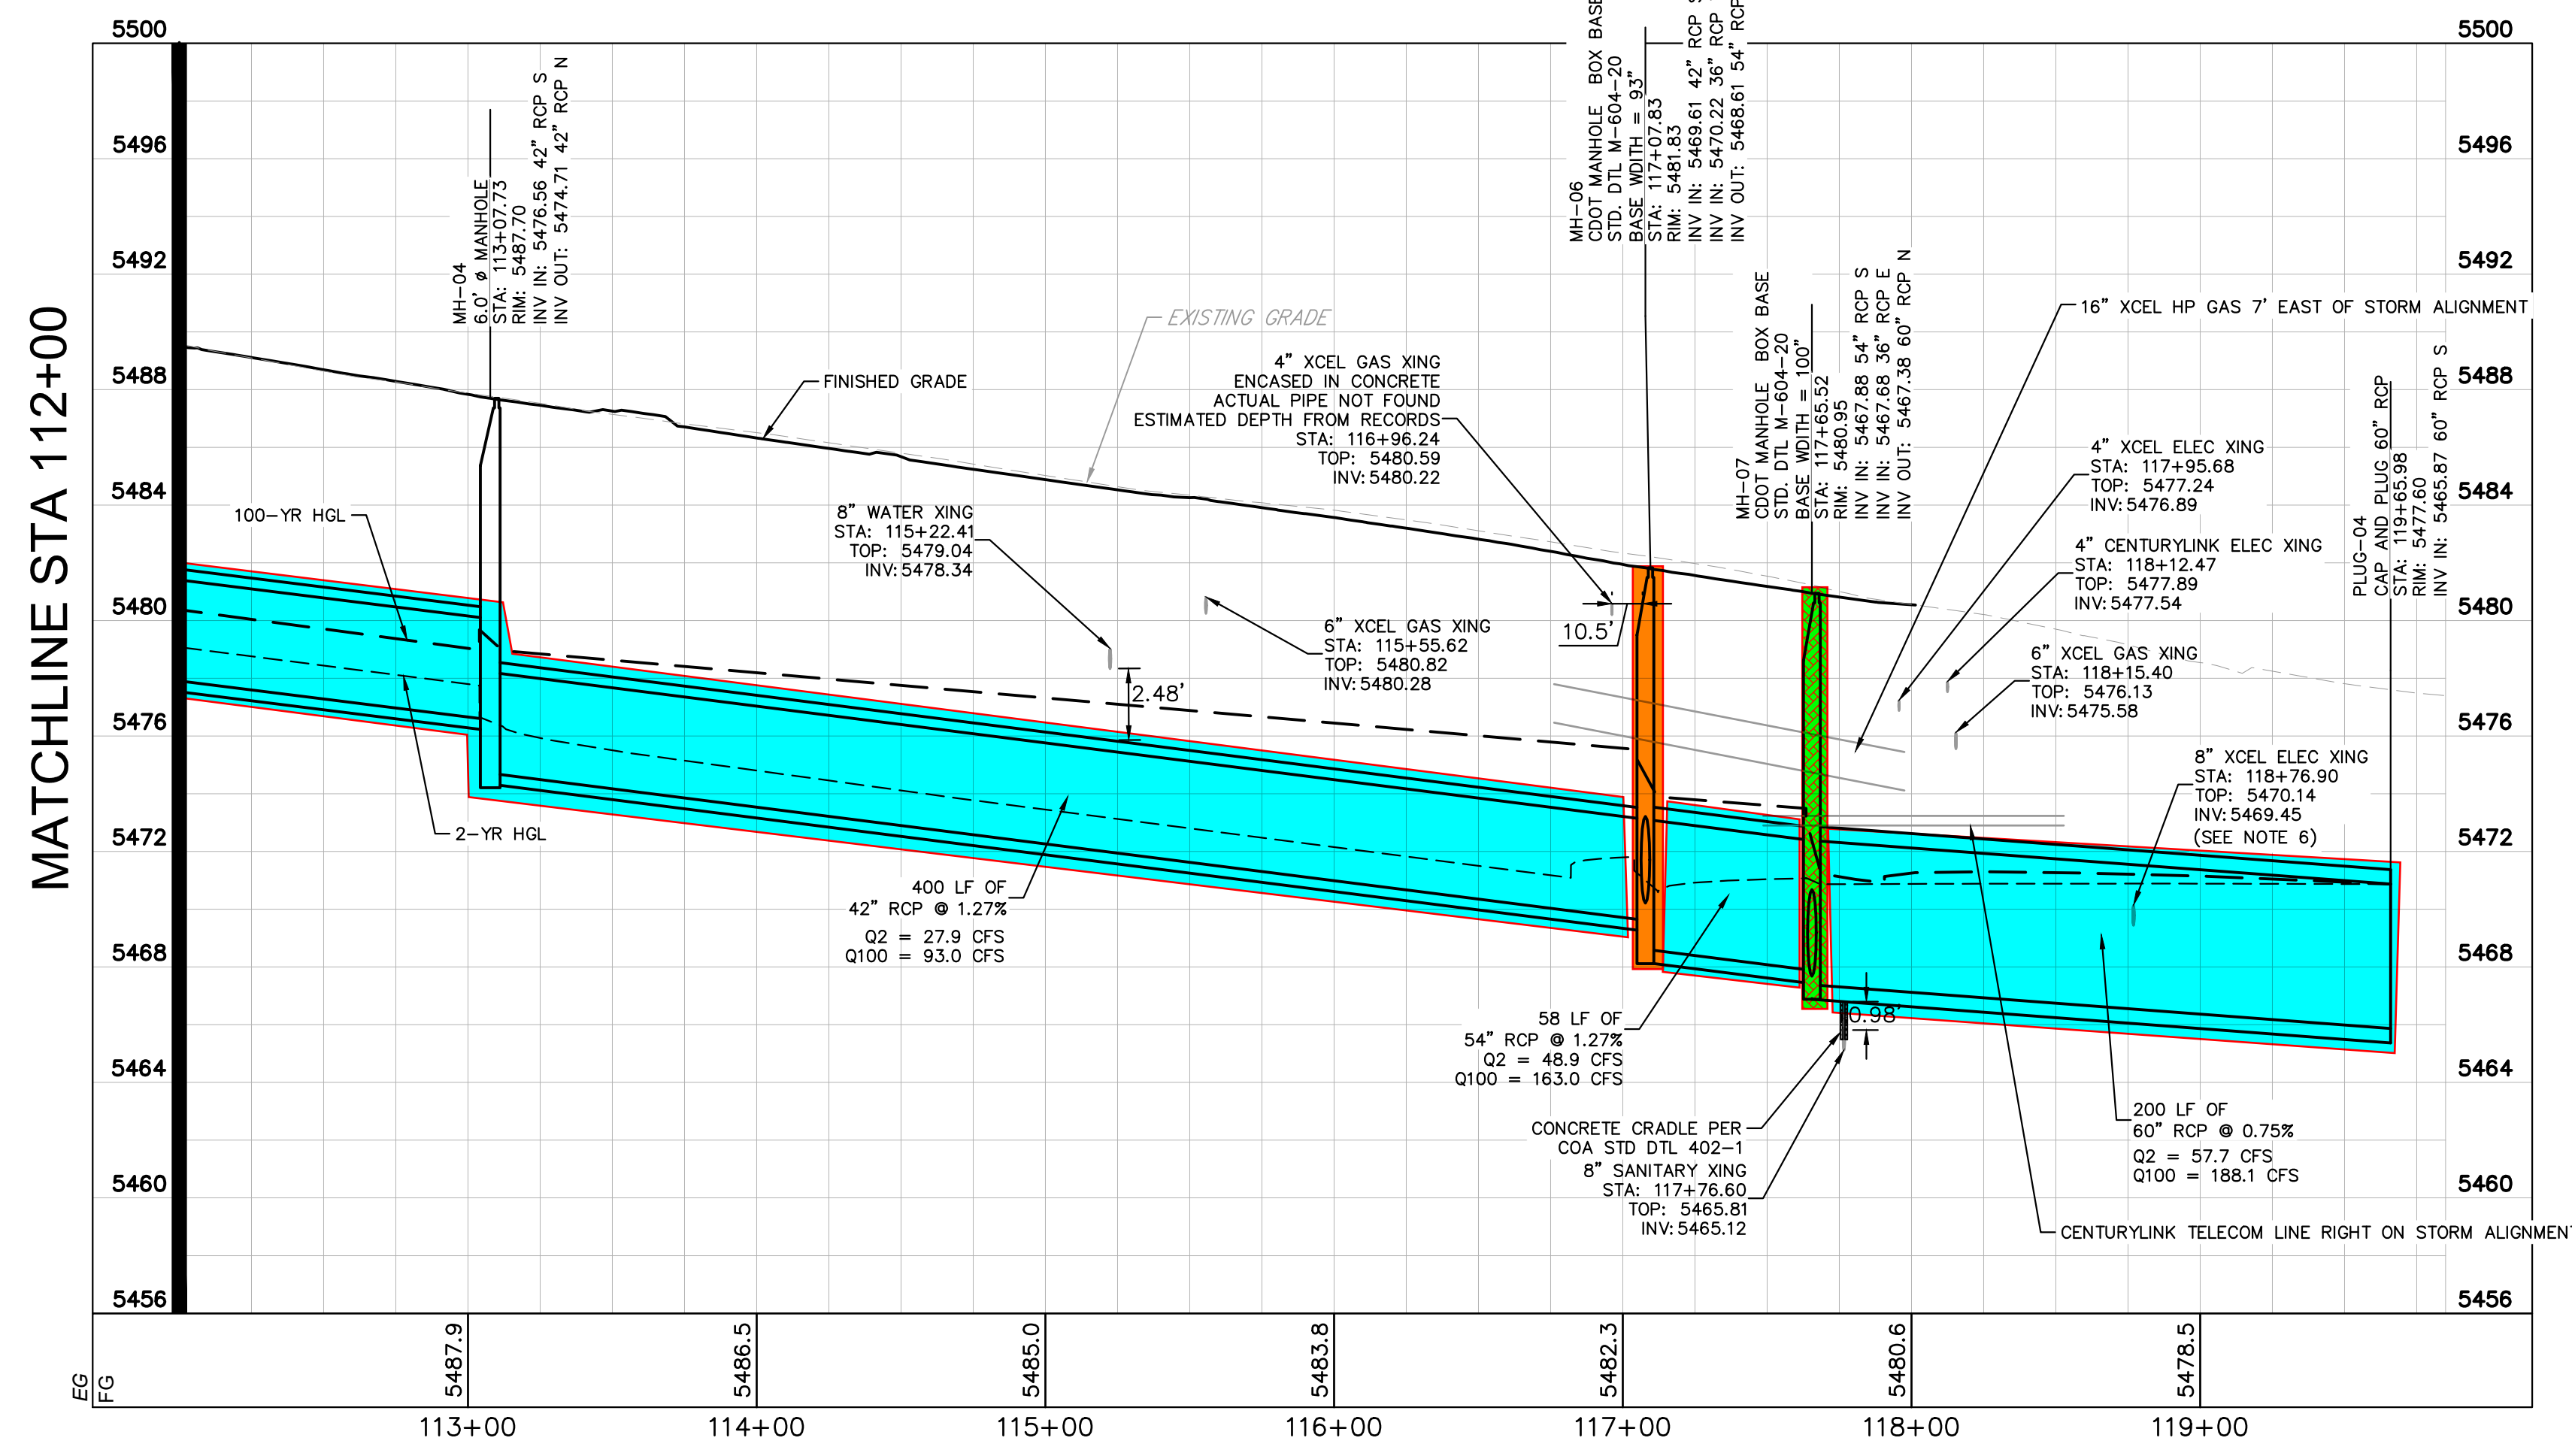 MATCHLINE STA 112+00
5500
5496
5492
5488
5484
5480
5476
5472
5468
5464
5460
5456
MH-04
6.0' ø MANHOLE
STA: 113+07.73
RIM: 5487.70
INV IN: 5476.56 42" RCP S
INV OUT: 5474.71 42" RCP N
EXISTING GRADE
FINISHED GRADE
100-YR HGL
2-YR HGL
8" WATER XING
STA: 115+22.41
TOP: 5479.04
INV: 5478.34
2.48'
4" XCEL GAS XING
ENCASED IN CONCRETE
ACTUAL PIPE NOT FOUND
ESTIMATED DEPTH FROM RECORDS
STA: 116+96.24
TOP: 5480.59
INV: 5480.22
6" XCEL GAS XING
STA: 115+55.62
TOP: 5480.82
INV: 5480.28
10.5'
400 LF OF
42" RCP @ 1.27%
Q2 = 27.9 CFS
Q100 = 93.0 CFS
MH-06
CDOT MANHOLE BOX BASE
STD. DTL M-604-20
BASE WDITH = 93"
STA: 117+07.83
RIM: 5481.83
INV IN: 5469.61 42" RCP S
INV IN: 5470.22 36" RCP
INV OUT: 5468.61 54" RCP
MH-07
CDOT MANHOLE BOX BASE
STD. DTL M-604-20
BASE WDITH = 100"
STA: 117+65.52
RIM: 5480.95
INV IN: 5467.88 54" RCP S
INV IN: 5467.68 36" RCP E
INV OUT: 5467.38 60" RCP N
16" XCEL HP GAS 7' EAST OF STORM ALIGNMENT
4" XCEL ELEC XING
STA: 117+95.68
TOP: 5477.24
INV: 5476.89
4" CENTURYLINK ELEC XING
STA: 118+12.47
TOP: 5477.89
INV: 5477.54
6" XCEL GAS XING
STA: 118+15.40
TOP: 5476.13
INV: 5475.58
8" XCEL ELEC XING
STA: 118+76.90
TOP: 5470.14
INV: 5469.45
(SEE NOTE 6)
PLUG-04
CAP AND PLUG 60" RCP
STA: 119+65.98
RIM: 5477.60
INV IN: 5465.87 60" RCP S
58 LF OF
54" RCP @ 1.27%
Q2 = 48.9 CFS
Q100 = 163.0 CFS
0.98'
CONCRETE CRADLE PER
COA STD DTL 402-1
8" SANITARY XING
STA: 117+76.60
TOP: 5465.81
INV: 5465.12
200 LF OF
60" RCP @ 0.75%
Q2 = 57.7 CFS
Q100 = 188.1 CFS
CENTURYLINK TELECOM LINE RIGHT ON STORM ALIGNMENT
5500
5496
5492
5488
5484
5480
5476
5472
5468
5464
5460
5456
EG
FG
5487.9
5486.5
5485.0
5483.8
5482.3
5480.6
5478.5
113+00
114+00
115+00
116+00
117+00
118+00
119+00